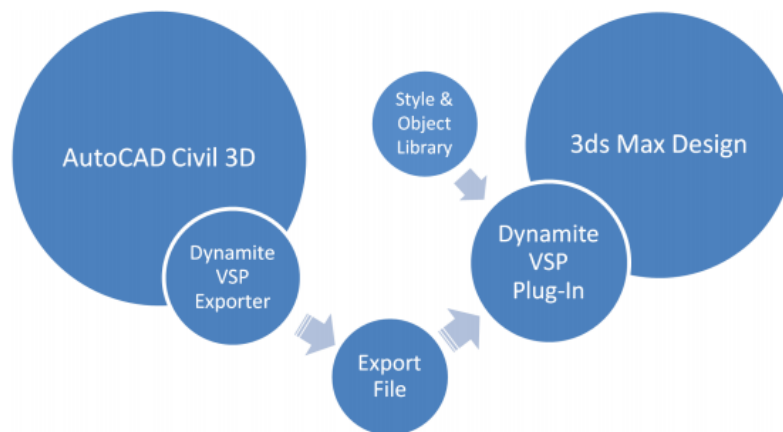 AutoCAD Civil 3D
Dynamite
VSP
Exporter
Export
File
Style &
Object
Library
3ds Max Design
Dynamite
VSP
Plug-In